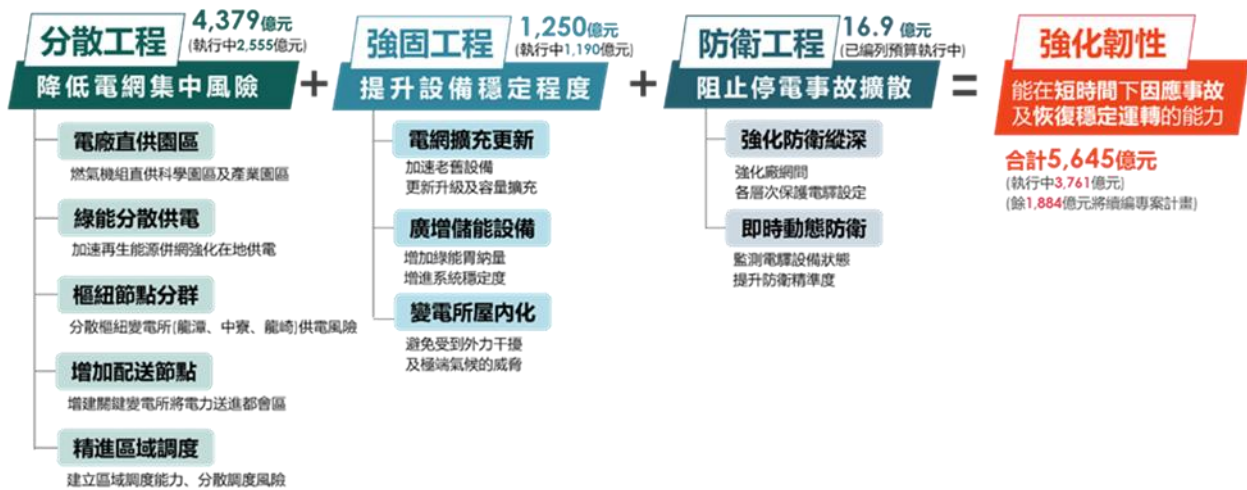 分散工程
4,379億元
(執行中2,555億元)
降低電網集中風險
電廠直供園區
燃氣機組直供科學園區及產業園區
綠能分散供電
加速再生能源併網強化在地供電
樞紐節點分群
分散樞紐變電所(龍潭、中寮、龍崎)供電風險
增加配送節點
增建關鍵變電所將電力送進都會區
精進區域調度
建立區域調度能力、分散調度風險
+
強固工程
1,250億元
(執行中1,190億元)
提升設備穩定程度
電網擴充更新
加速老舊設備
更新升級及容量擴充
廣增儲能設備
增加綠能胃納量
增進系統穩定度
變電所屋內化
避免受到外力干擾
及極端氣候的威脅
+
防衛工程
16.9 億元
(已編列預算執行中)
阻止停電事故擴散
強化防衛縱深
強化廠網間
各層次保護電驛設定
即時動態防衛
監測電驛設備狀態
提升防衛精準度
=
強化韌性
能在短時間下因應事故
及恢復穩定運轉的能力
合計5,645億元
(執行中3,761億元)
(餘1,884億元將續編專案計畫)